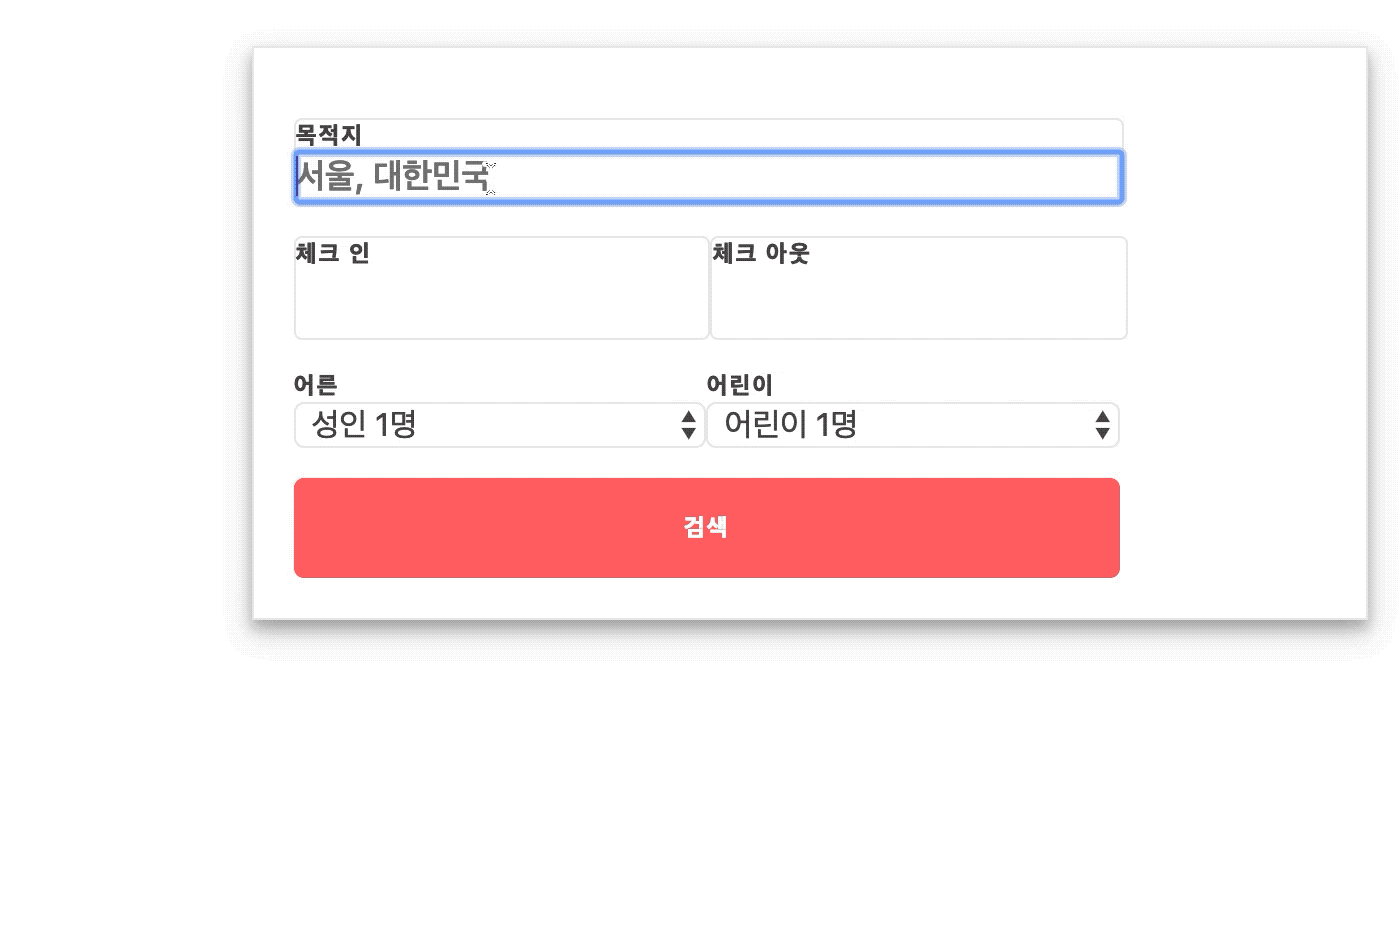 목적지
서울, 대한민국
체크 인 체크 아웃
어른 어린이
성인 1명 어린이 1명
검색